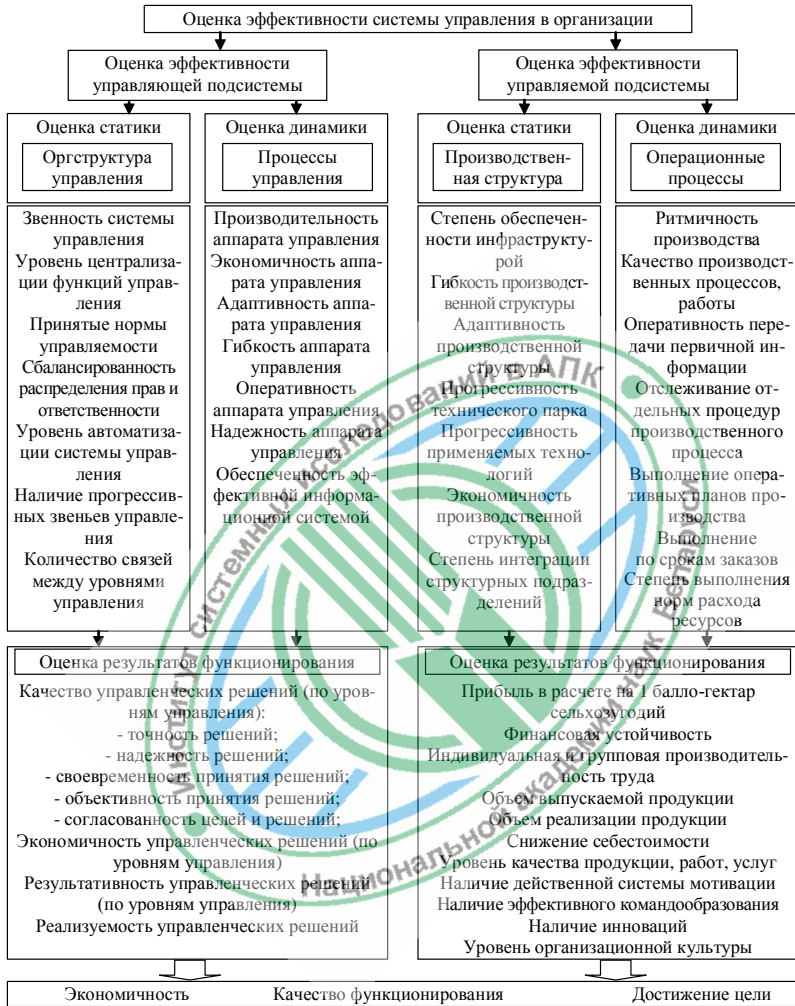 Оценка эффективности системы управления в организации
Оценка эффективности
управляющей подсистемы
Оценка эффективности
управляемой подсистемы
Оценка статики
Оргструктура
управления
Оценка динамики
Процессы
управления
Оценка статики
Производствен-
ная структура
Оценка динамики
Операционные
процессы
Звенность системы
управления
Уровень централиза-
ции функций управ-
ления
Принятые нормы
управляемости
Сбалансированность
распределения прав и
ответственности
Уровень автоматиза-
ции системы управ-
ления
Наличие прогрессив-
ных звеньев управле-
ния
Количество связей
между уровнями
управления
Производительность
аппарата управления
Экономичность аппа-
рата управления
Адаптивность аппа-
рата управления
Гибкость аппарата
управления
Оперативность
аппарата управления
Надежность аппарата
управления
Обеспеченность эф-
фективной информа-
ционной системой
Степень обеспечен-
ности инфраструкту-
рой
Гибкость производст-
венной структуры
Адаптивность
производственной
структуры
Прогрессивность
технического парка
Прогрессивность
применяемых техно-
логий
Экономичность
производственной
структуры
Степень интеграции
структурных подраз-
делений
Ритмичность
производства
Качество производст-
венных процессов,
работы
Оперативность пере-
дачи первичной ин-
формации
Отслеживание от-
дельных процедур
производственного
процесса
Выполнение опера-
тивных планов про-
изводства
Выполнение
по срокам заказов
Степень выполнения
норм расхода
ресурсов
Оценка результатов функционирования
Качество управленческих решений (по уров-
ням управления):
- точность решений;
- надежность решений;
- своевременность принятия решений;
- объективность принятия решений;
- согласованность целей и решений;
Экономичность управленческих решений (по
уровням управления)
Результативность управленческих решений
(по уровням управления)
Реализуемость управленческих решений
Оценка результатов функционирования
Прибыль в расчете на 1 балло-гектар
сельхозугодий
Финансовая устойчивость
Индивидуальная и групповая производитель-
ность труда
Объем выпускаемой продукции
Объем реализации продукции
Снижение себестоимости
Уровень качества продукции, работ, услуг
Наличие действенной системы мотивации
Наличие эффективного командообразования
Наличие инноваций
Уровень организационной культуры
Экономичность Качество функционирования Достижение цели
Институт системных исследований в АПК
Национальной академии наук Беларуси